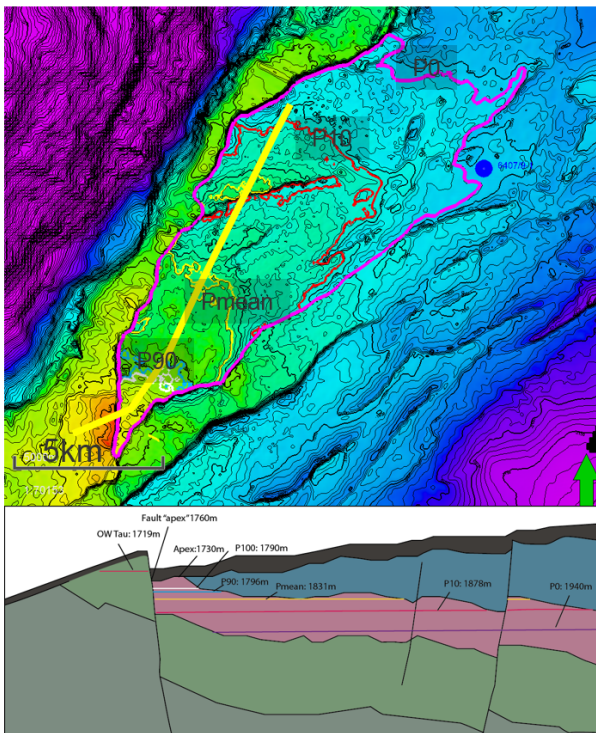 P0
P10
6407/9
Pmean
P90
5km
Fault "apex"1760m
OW Tau: 1719m
Apex:1730m
P100: 1790m
P90: 1796m
Pmean: 1831m
P10: 1878m
P0: 1940m